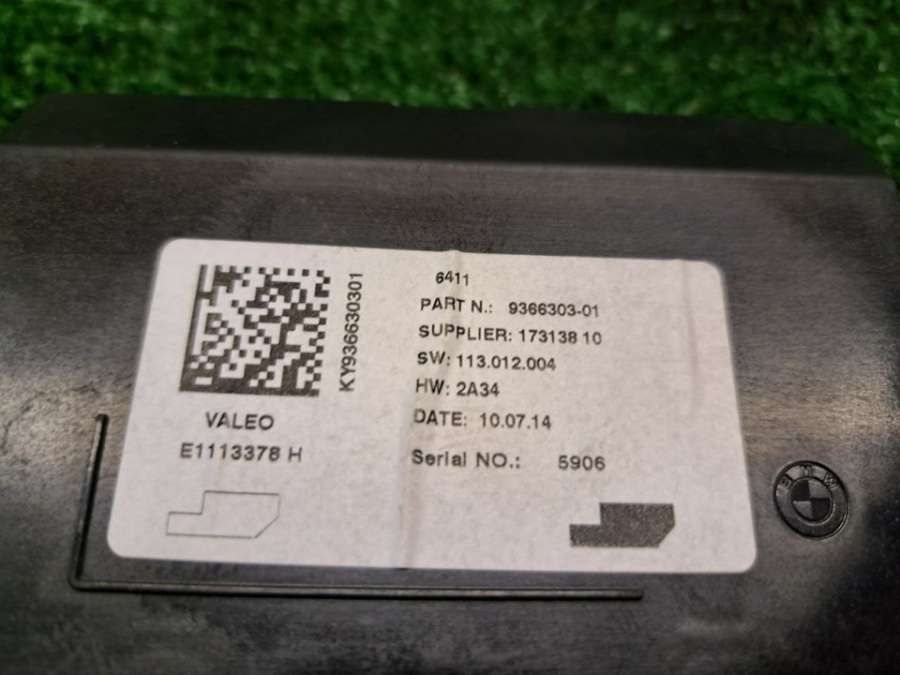 KY936630301
VALEO
E1113378 H
6411
PART N.: 9366303-01
SUPPLIER: 173138 10
SW: 113.012.004
HW: 2A34
DATE: 10.07.14
Serial NO.: 5906
BMW